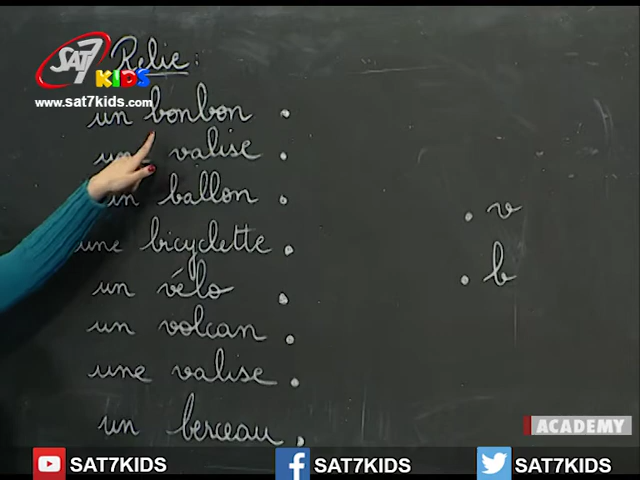 SAT7
KIDS
www.sat7kids.com
Relie :
un bonbon
valise
un ballon
une bicyclette
un vélo
un volcan
une valise
un berceau
v
b
ACADEMY
SAT7KIDS
SAT7KIDS
SAT7KIDS